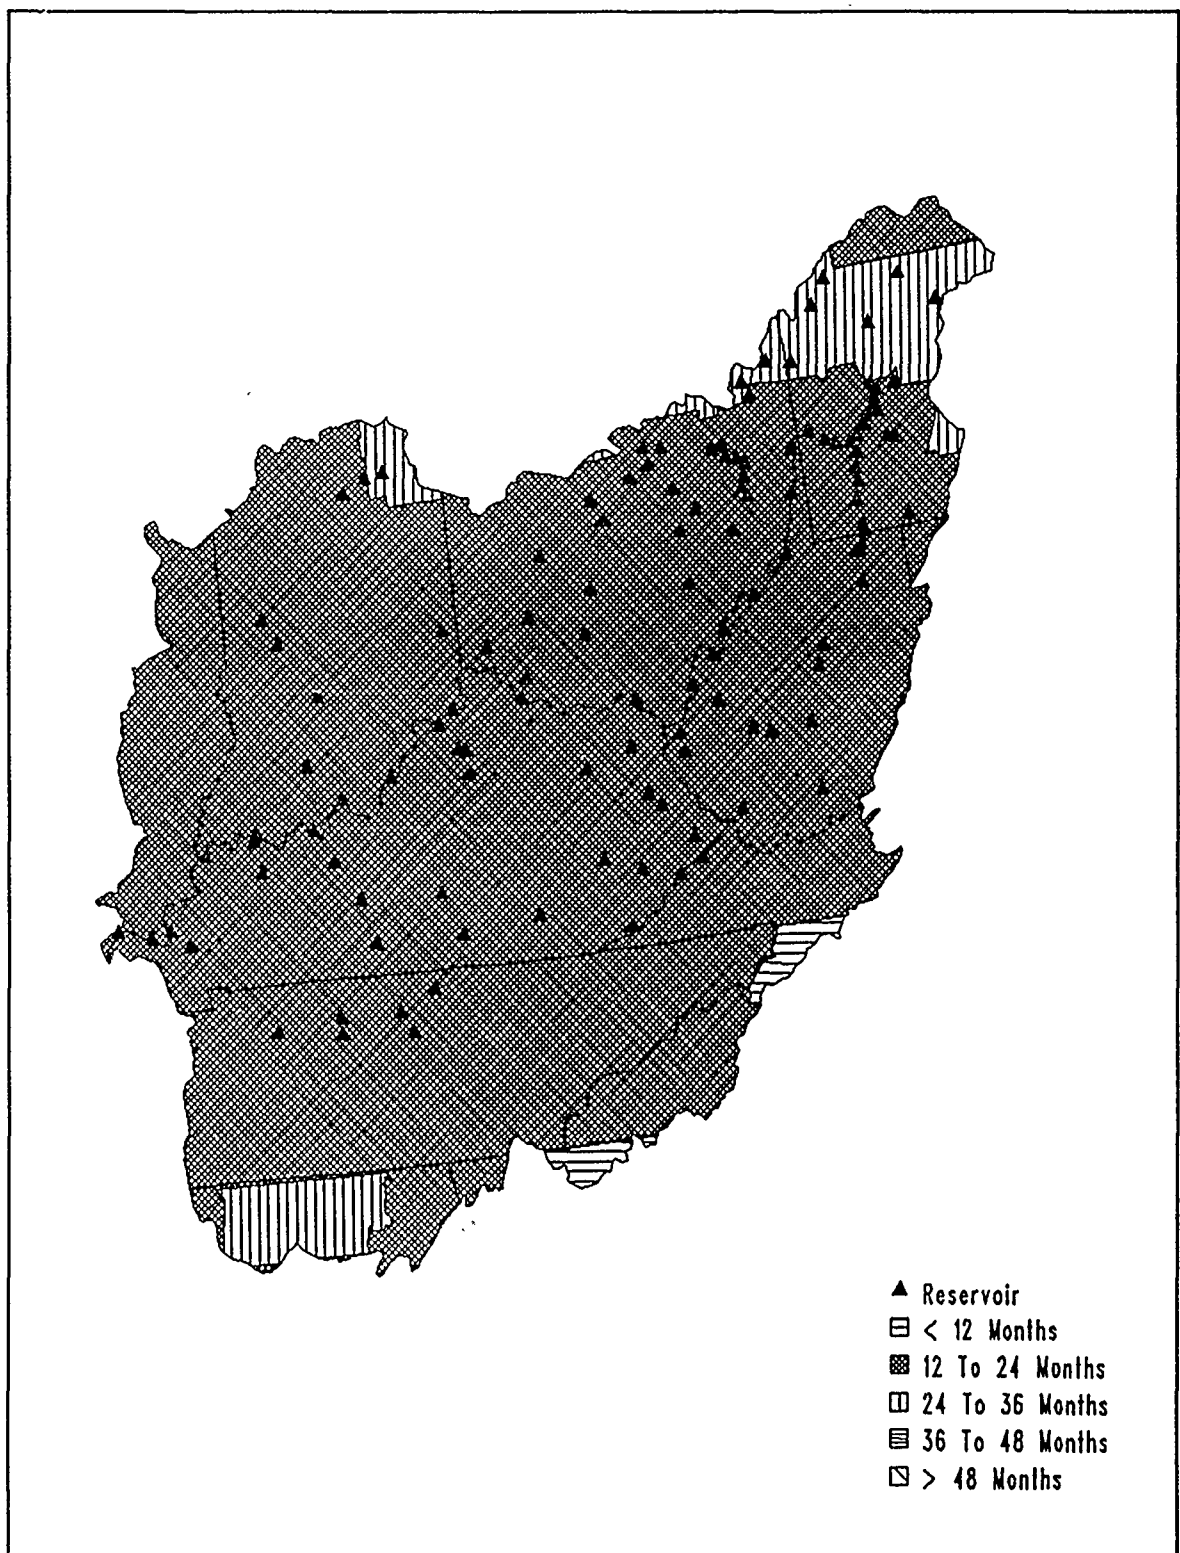 Reservoir
< 12 Months
12 To 24 Months
24 To 36 Months
36 To 48 Months
> 48 Months